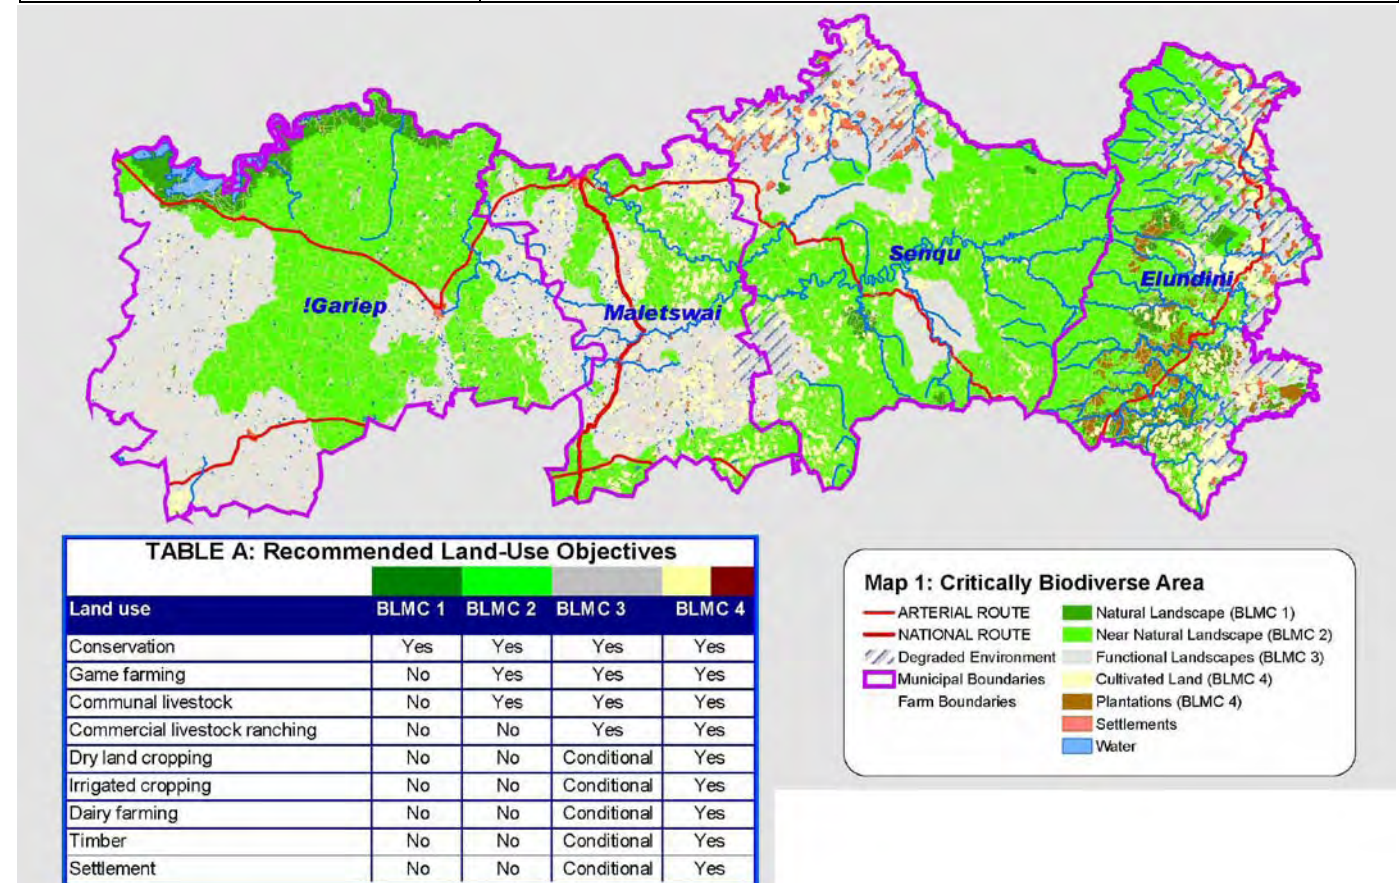 !Gariep
Maletswai
Senqu
Elundini
TABLE A: Recommended Land-Use Objectives
Land use BLMC 1 BLMC 2 BLMC 3 BLMC 4
Conservation Yes Yes Yes Yes
Game farming No Yes Yes Yes
Communal livestock No Yes Yes Yes
Commercial livestock ranching No No Yes Yes
Dry land cropping No No Conditional Yes
Irrigated cropping No No Conditional Yes
Dairy farming No No Conditional Yes
Timber No No Conditional Yes
Settlement No No Conditional Yes
Map 1: Critically Biodiverse Area
ARTERIAL ROUTE
NATIONAL ROUTE
Degraded Environment
Municipal Boundaries
Farm Boundaries
Natural Landscape (BLMC 1)
Near Natural Landscape (BLMC 2)
Functional Landscapes (BLMC 3)
Cultivated Land (BLMC 4)
Plantations (BLMC 4)
Settlements
Water